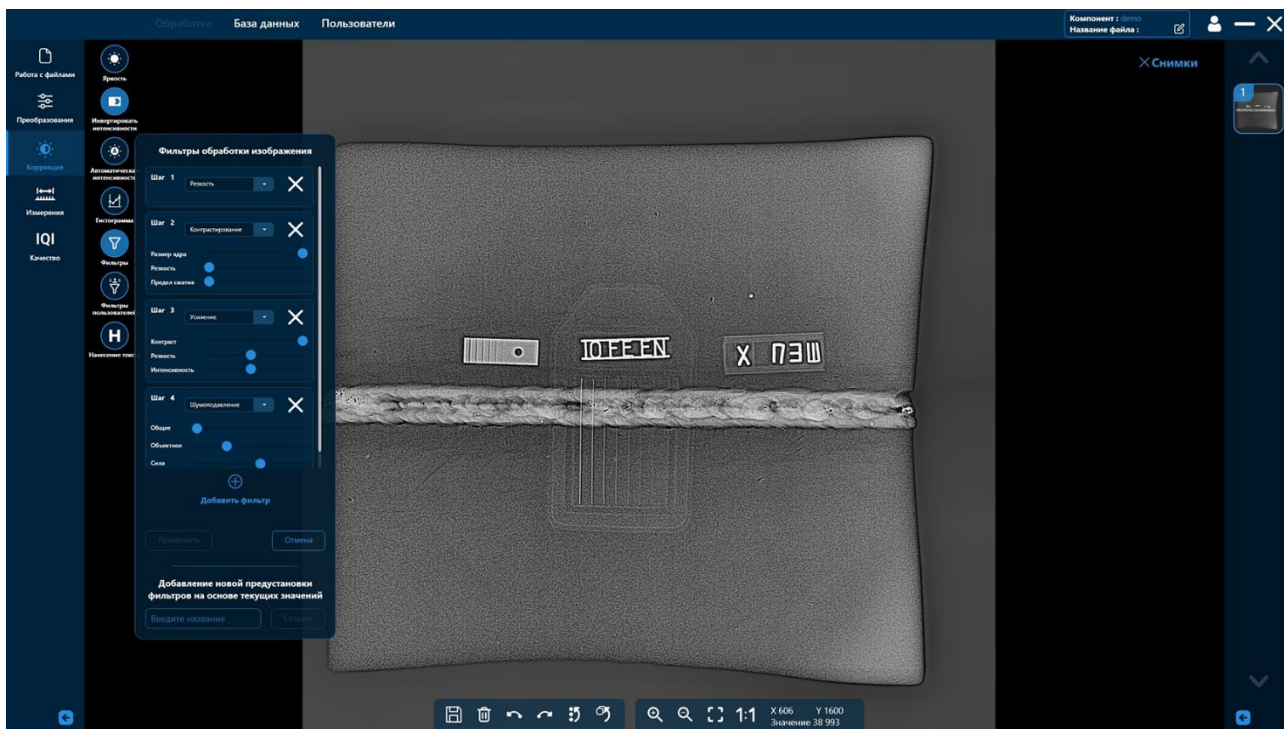 Обработка База данных Пользователи
Компонент : demo
Название файла :
Работа с файлами
Преобразования
Коррекция
Измерения
IQI
Качество
Яркость
Инвертировать
интенсивности
Автоматическа
интенсивност
Гистограмма
Фильтры
Фильтры
пользователей
H
Нанесение текс
Фильтры обработки изображения
Шаг 1 Резкость
Шаг 2 Контрастирование
Размер ядра
Резкость
Предел сжатия
Шаг 3 Усиление
Контраст
Резкость
Интенсивность
Шаг 4 Шумоподавление
Общее
Объектное
Сила
Добавить фильтр
Применить Отмена
Добавление новой предустановки
фильтров на основе текущих значений
Введите название Создать
10 FE EN
X ПЭШ
Снимки
1
1:1
X 606 Y 1600
Значение 38 993